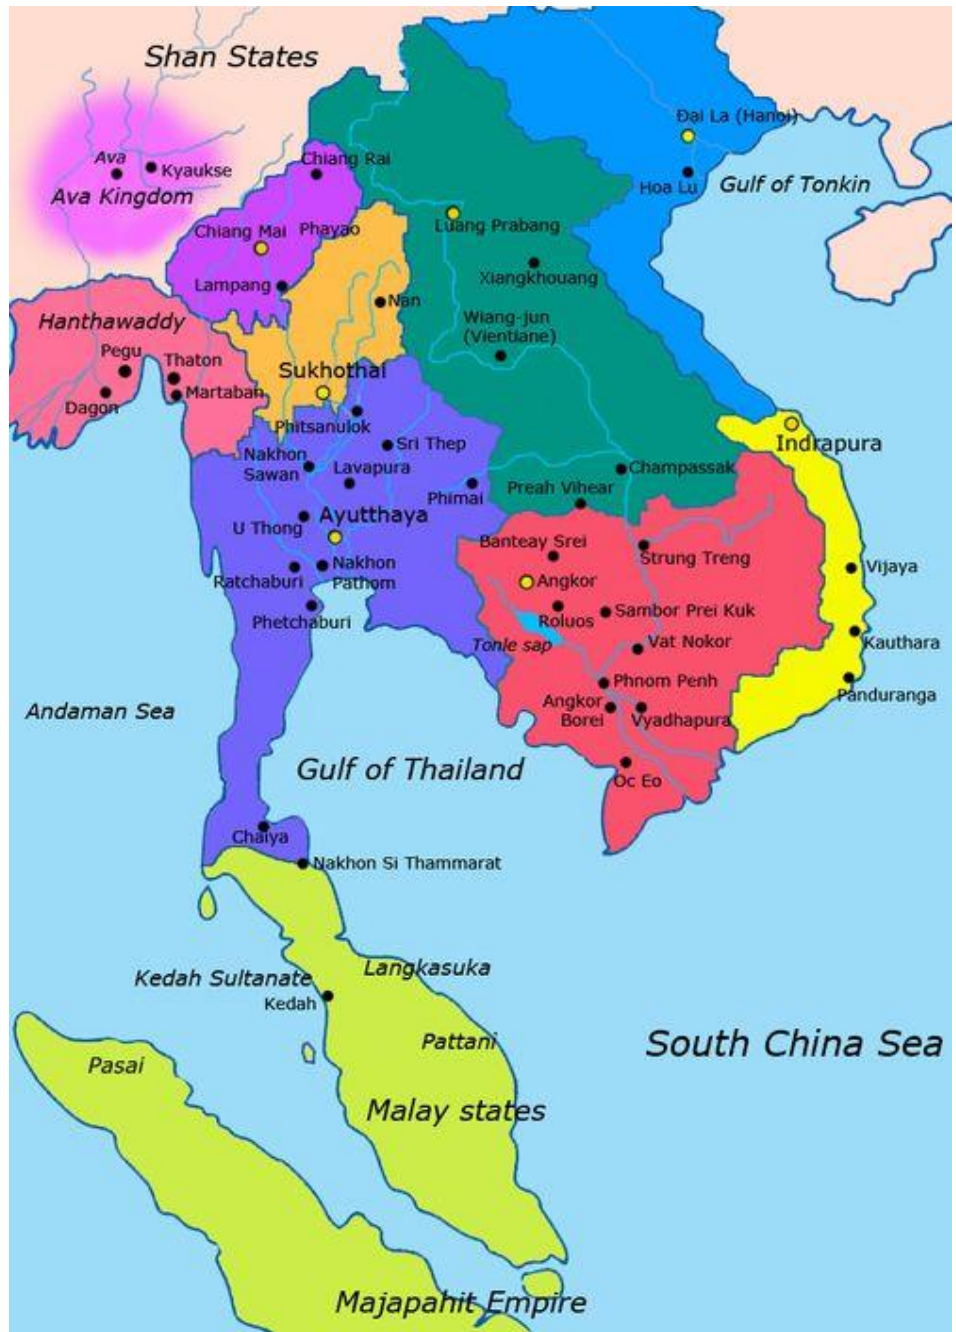 Shan States
Đai La (Hanoi)
Ava
Kyaukse
Chiang Rai
Ava Kingdom
Hoa Lu
Gulf of Tonkin
Chiang Mai
Phayao
Luang Prabang
Xiangkhouang
Lampang
Nan
Hanthawaddy
Wiang-jun
(Vientiane)
Pegu
Thaton
Sukhothai
Dagon
Martaban
Phitsanulok
Indrapura
Nakhon
Sawan
Sri Thep
Lavapura
Champassak
Phimai
Preah Vihear
U Thong
Ayutthaya
Banteay Srei
Strung Treng
Nakhon
Pathom
Ratchaburi
Angkor
Vijaya
Phetchaburi
Roluos
Sambor Prei Kuk
Tonle sap
Vat Nokor
Kauthara
Phnom Penh
Panduranga
Andaman Sea
Angkor
Borei
Vyadhapura
Gulf of Thailand
Oc Eo
Chaiya
Nakhon Si Thammarat
Langkasuka
Kedah Sultanate
Kedah
Pattani
South China Sea
Pasai
Malay states
Majapahit Empire